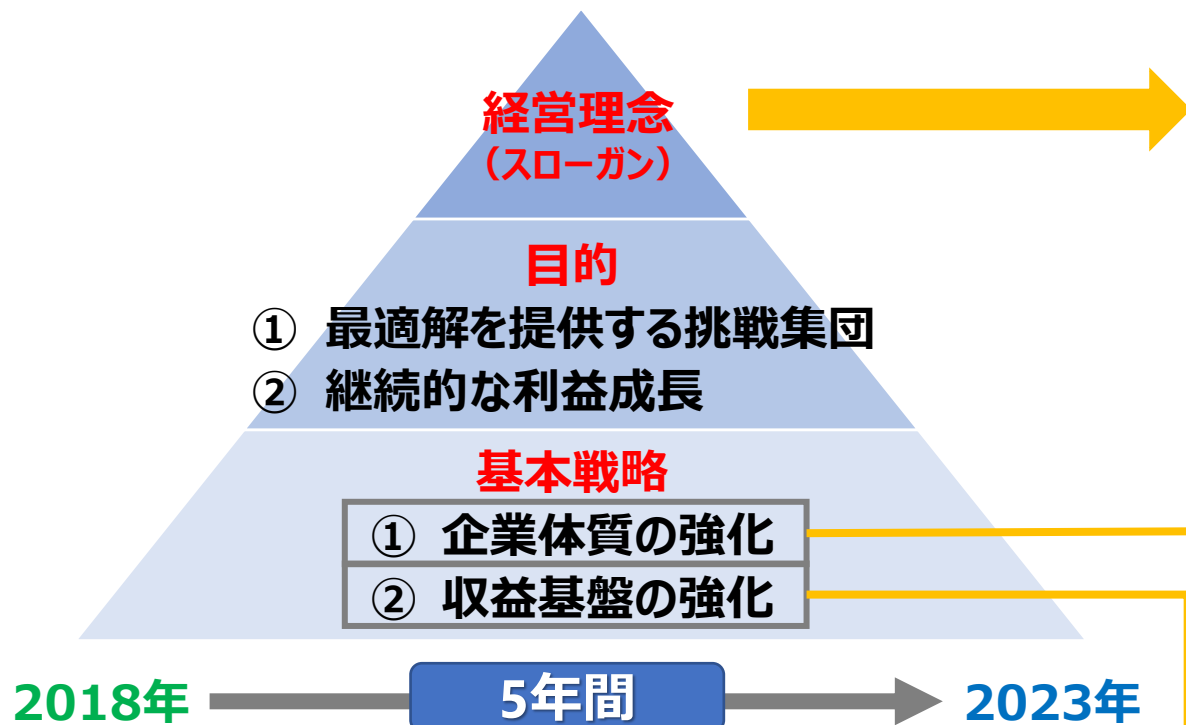 経営理念
（スローガン）
目的
① 最適解を提供する挑戦集団
② 継続的な利益成長
基本戦略
① 企業体質の強化
② 収益基盤の強化
2018年 5年間 2023年